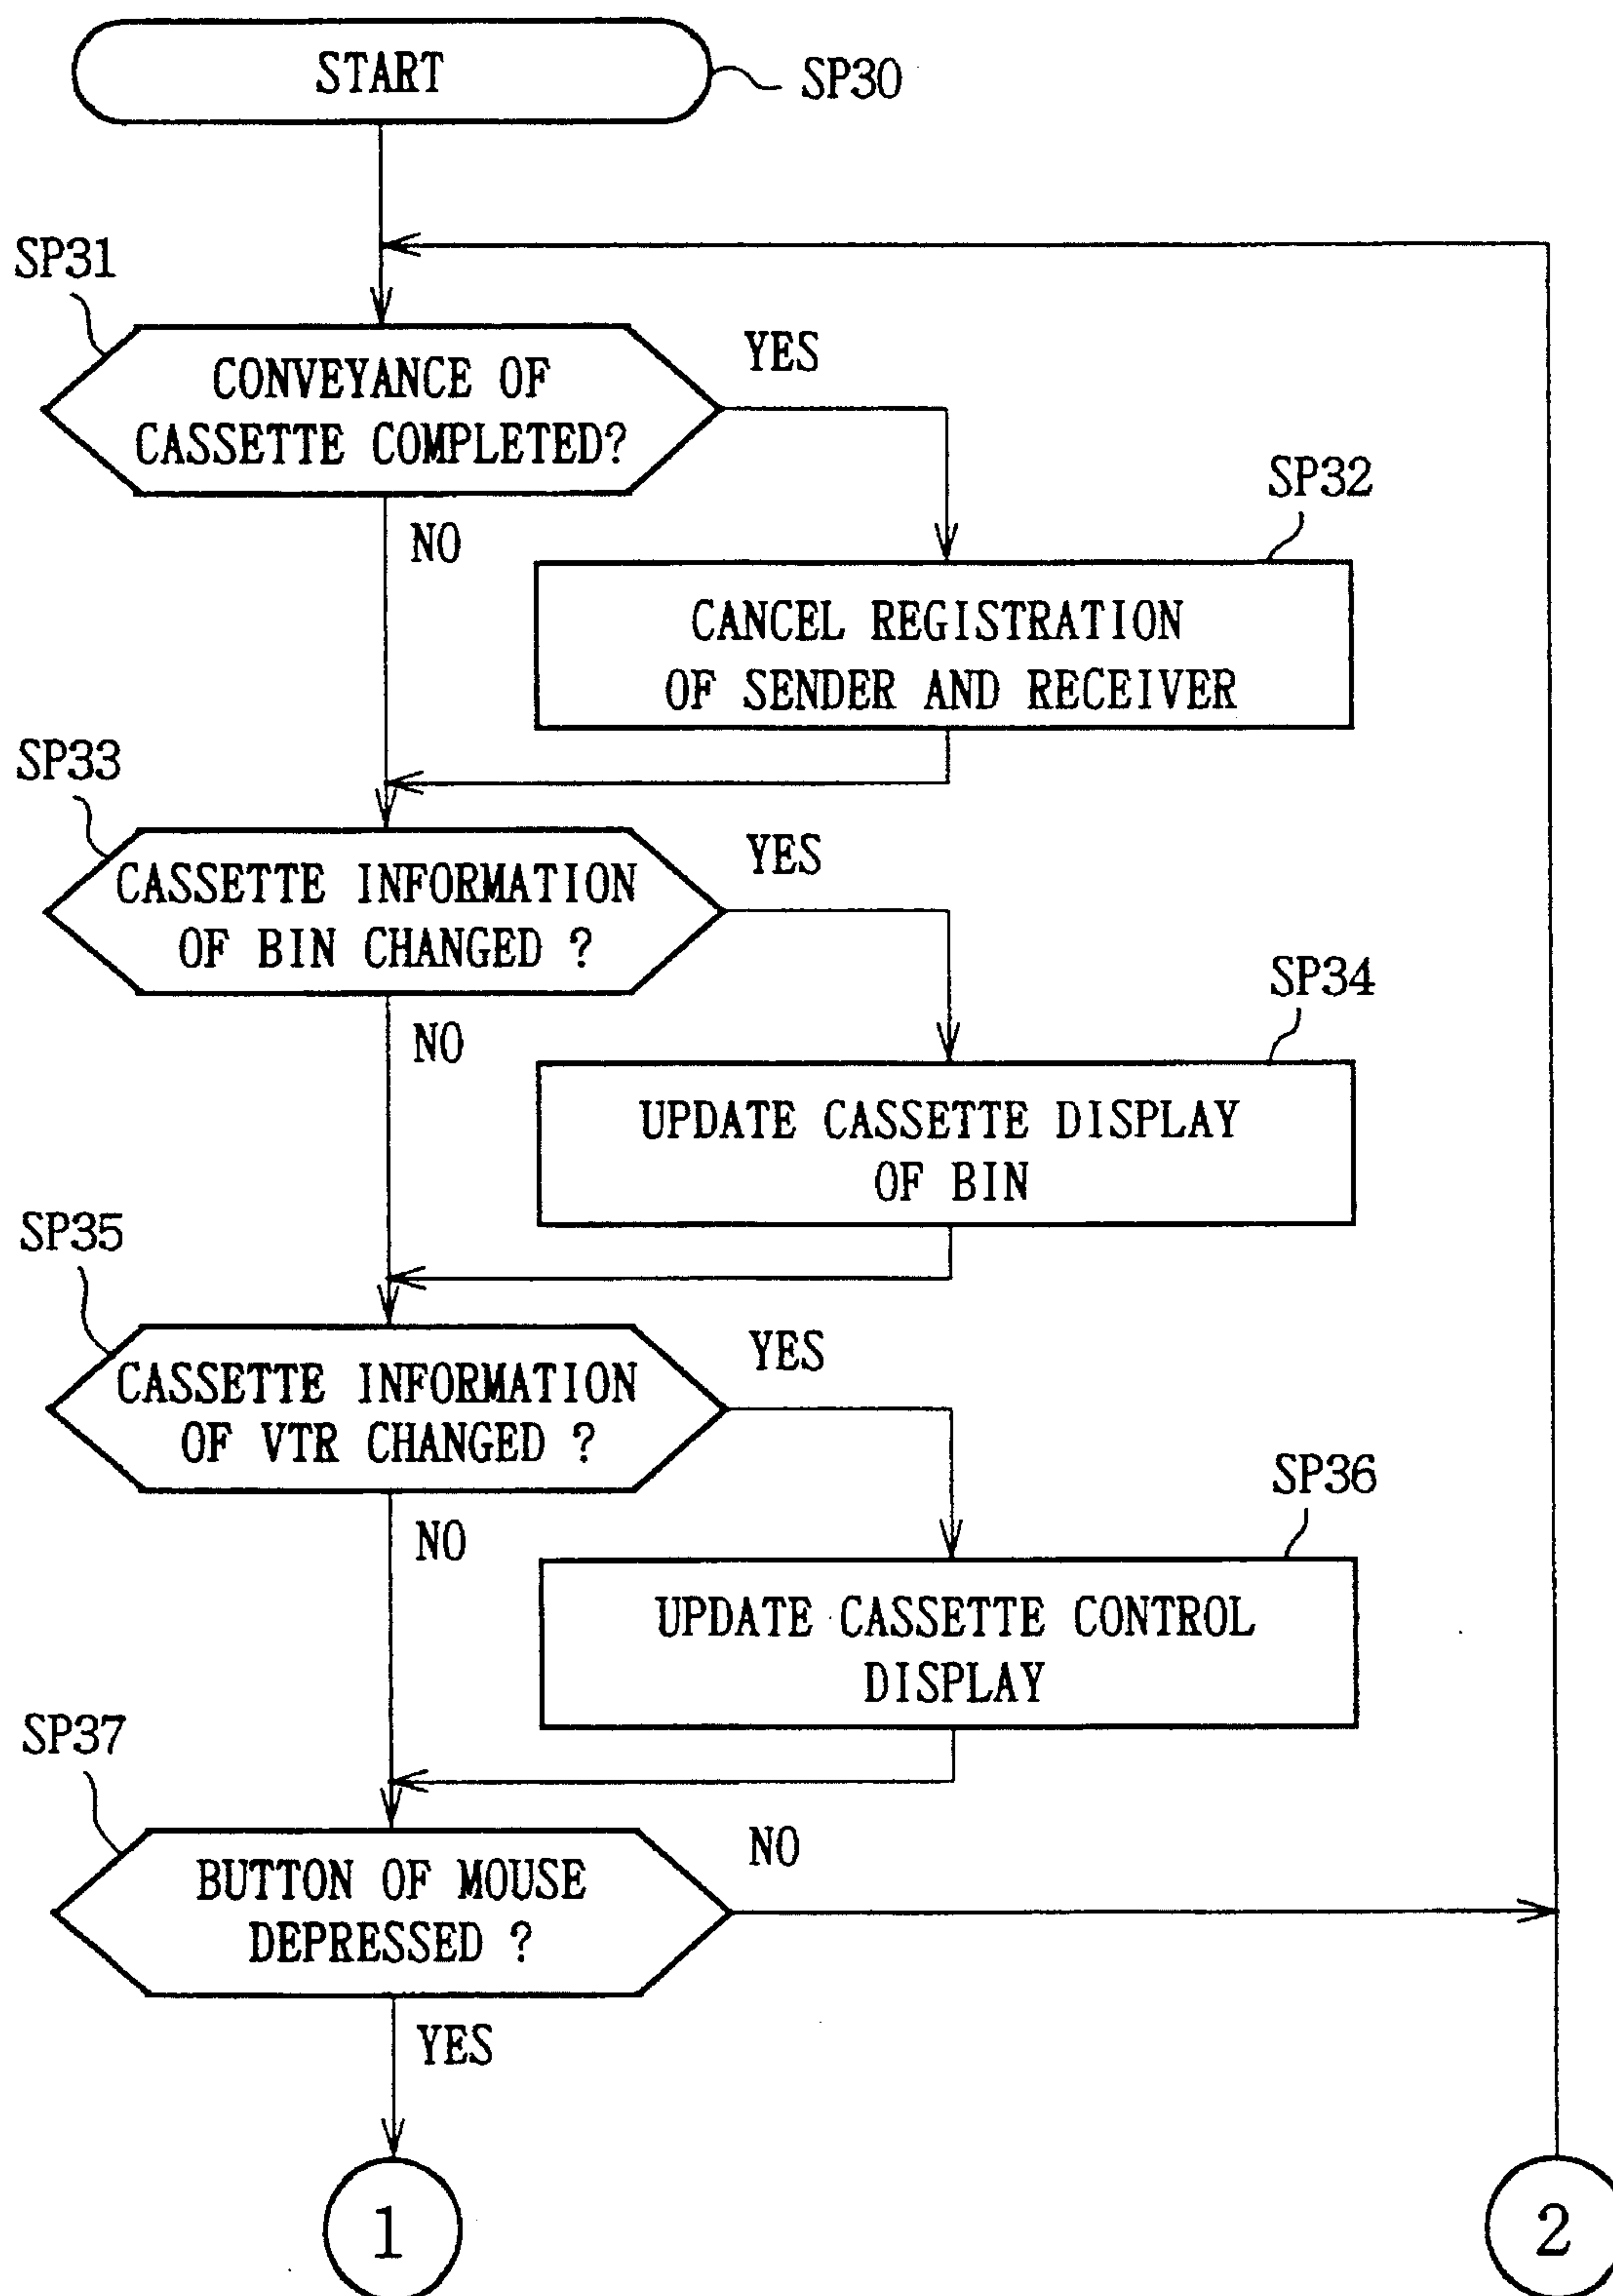 START
SP30
SP31
CONVEYANCE OF
CASSETTE COMPLETED?
YES
NO
SP32
CANCEL REGISTRATION
OF SENDER AND RECEIVER
SP33
CASSETTE INFORMATION
OF BIN CHANGED ?
YES
NO
SP34
UPDATE CASSETTE DISPLAY
OF BIN
SP35
CASSETTE INFORMATION
OF VTR CHANGED ?
YES
NO
SP36
UPDATE CASSETTE CONTROL
DISPLAY
SP37
BUTTON OF MOUSE
DEPRESSED ?
NO
YES
1
2